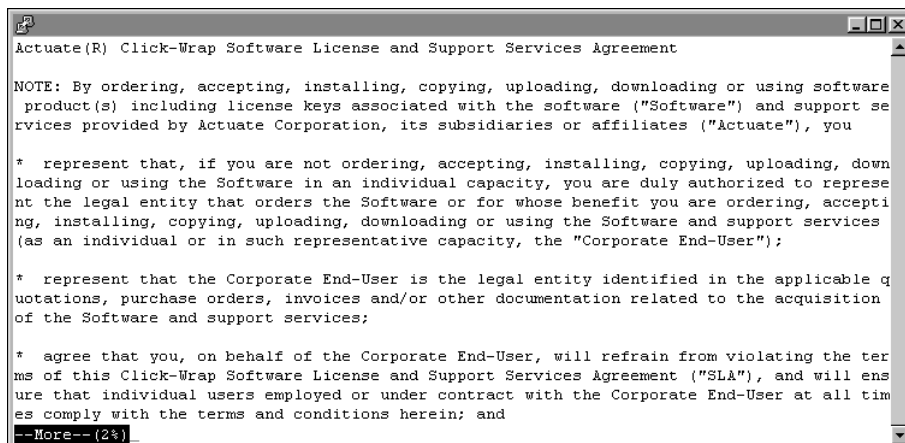 Actuate(R) Click-Wrap Software License and Support Services Agreement
NOTE: By ordering, accepting, installing, copying, uploading, downloading or using software
product(s) including license keys associated with the software ("Software") and support se
rvices provided by Actuate Corporation, its subsidiaries or affiliates ("Actuate"), you
*  represent that, if you are not ordering, accepting, installing, copying, uploading, down
loading or using the Software in an individual capacity, you are duly authorized to represe
nt the legal entity that orders the Software or for whose benefit you are ordering, accepti
ng, installing, copying, uploading, downloading or using the Software and support services
(as an individual or in such representative capacity, the "Corporate End-User");
*  represent that the Corporate End-User is the legal entity identified in the applicable q
uotations, purchase orders, invoices and/or other documentation related to the acquisition
of the Software and support services;
*  agree that you, on behalf of the Corporate End-User, will refrain from violating the ter
ms of this Click-Wrap Software License and Support Services Agreement ("SLA"), and will ens
ure that individual users employed or under contract with the Corporate End-User at all tim
es comply with the terms and conditions herein; and
--More--(2%)